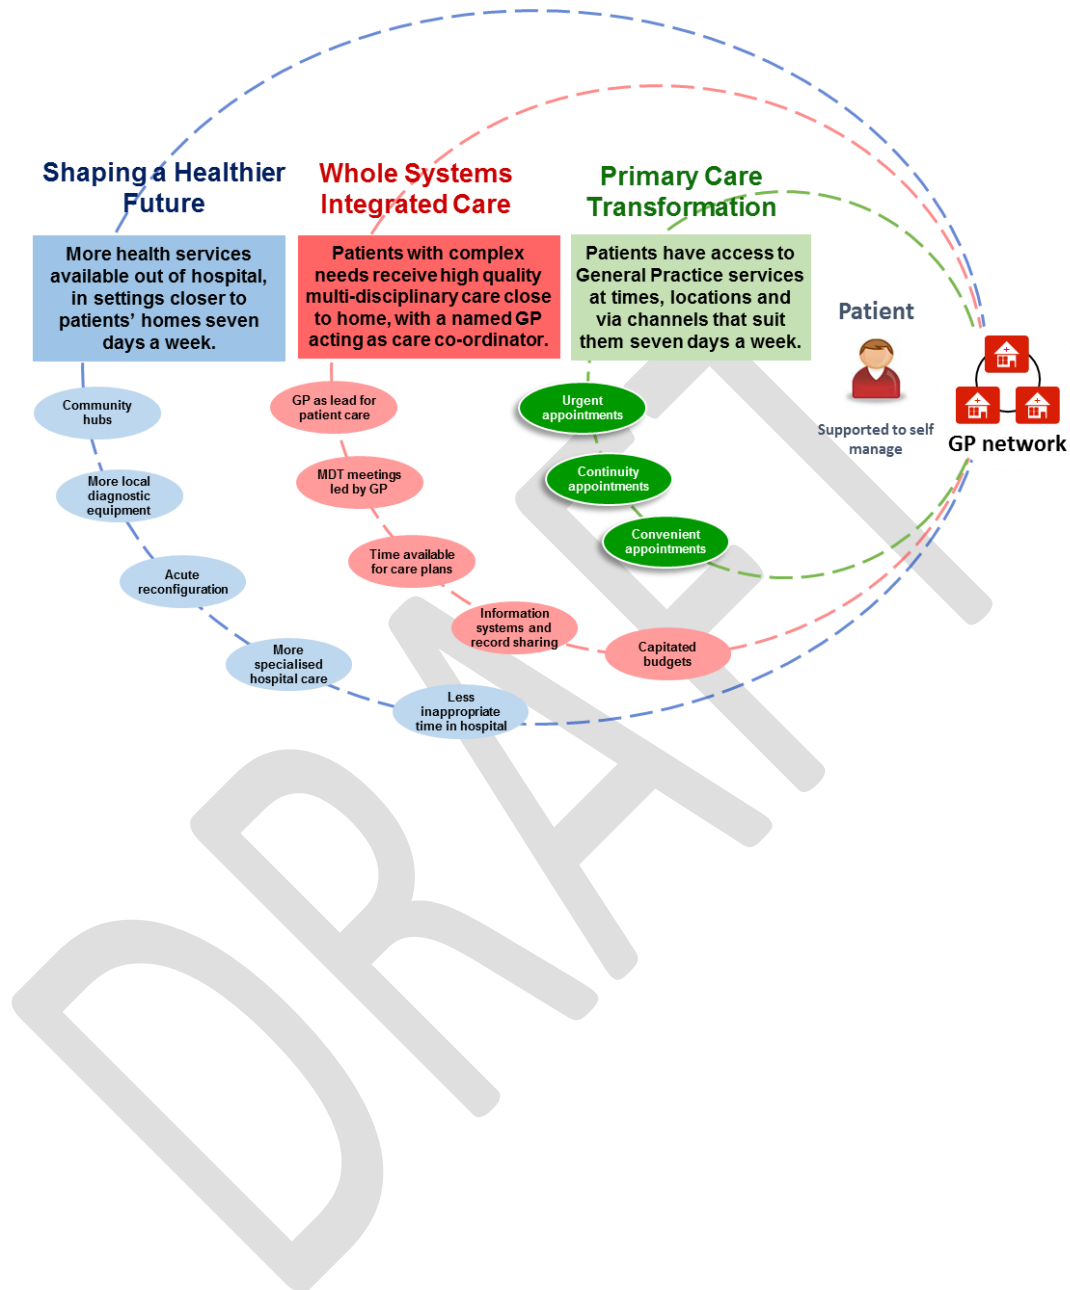 Shaping a Healthier
Future
More health services
available out of hospital,
in settings closer to
patients’ homes seven
days a week.
Community
hubs
More local
diagnostic
equipment
Acute
reconfiguration
More
specialised
hospital care
Less
inappropriate
time in hospital
Whole Systems
Integrated Care
Patients with complex
needs receive high quality
multi-disciplinary care close
to home, with a named GP
acting as care co-ordinator.
GP as lead for
patient care
MDT meetings
led by GP
Time available
for care plans
Information
systems and
record sharing
Capitated
budgets
Primary Care
Transformation
Patients have access to
General Practice services
at times, locations and
via channels that suit
them seven days a week.
Urgent
appointments
Continuity
appointments
Convenient
appointments
Patient
Supported to self
manage
GP network
DRAFT